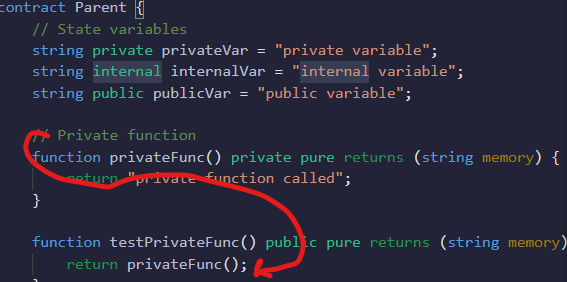 contract Parent {
// State variables
string private privateVar = "private variable";
string internal internalVar = "internal variable";
string public publicVar = "public variable";
// Private function
function privateFunc() private pure returns (string memory) {
return "private function called";
}
function testPrivateFunc() public pure returns (string memory)
return privateFunc();